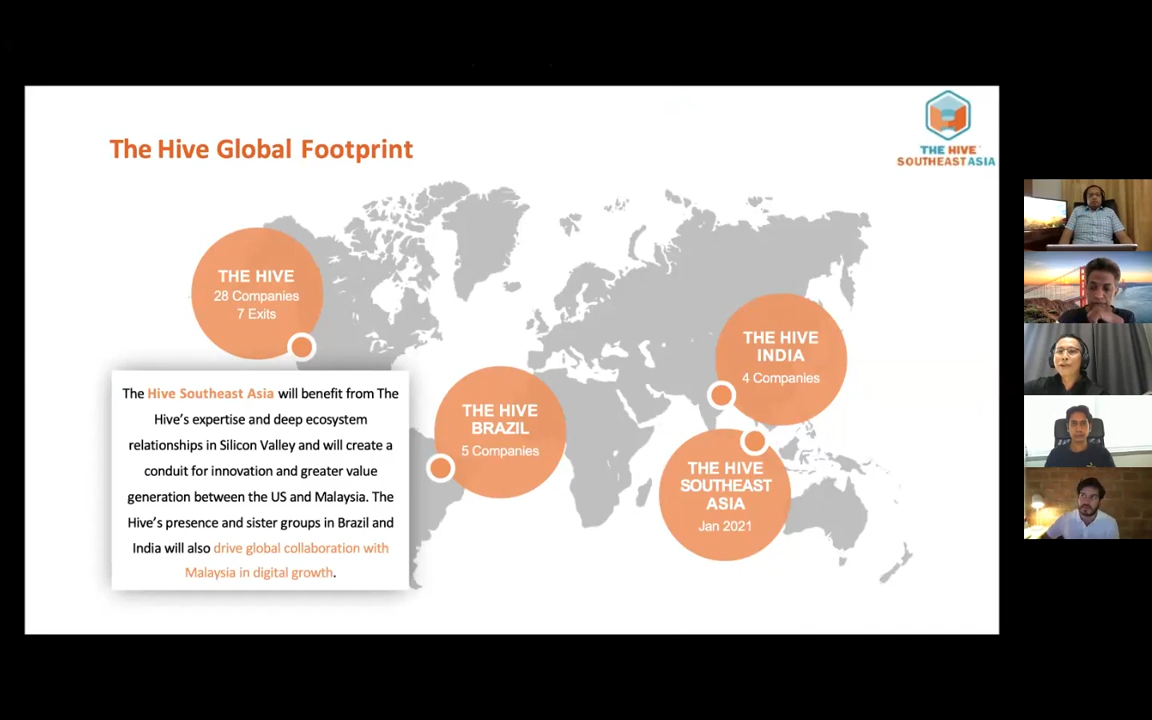 The Hive Global Footprint
THE HIVE
SOUTHEAST ASIA
THE HIVE
28 Companies
7 Exits
THE HIVE
INDIA
4 Companies
THE HIVE
BRAZIL
5 Companies
THE HIVE
SOUTHEAST
ASIA
Jan 2021
The Hive Southeast Asia will benefit from The
Hive’s expertise and deep ecosystem
relationships in Silicon Valley and will create a
conduit for innovation and greater value
generation between the US and Malaysia. The
Hive’s presence and sister groups in Brazil and
India will also drive global collaboration with
Malaysia in digital growth.